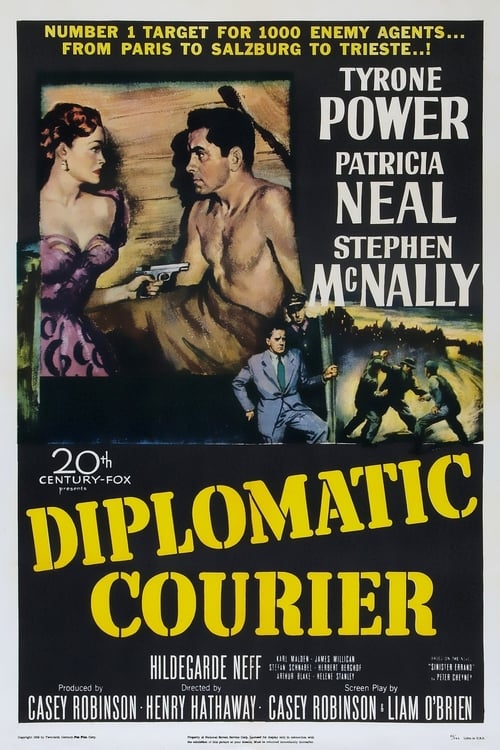 NUMBER 1 TARGET FOR 1000 ENEMY AGENTS...
FROM PARIS TO SALZBURG TO TRIESTE..!
TYRONE
POWER
PATRICIA
NEAL
STEPHEN
McNALLY
20th
CENTURY-FOX
presents
DIPLOMATIC
COURIER
HILDEGARDE NEFF
KARL MALDEN · JAMES MILLICAN
STEFAN SCHNABEL · HERBERT BERGHOF
ARTHUR BLAKE · HELENE STANLEY
BASED ON THE NOVEL
"SINISTER ERRAND"
by PETER CHEYNEY
Produced by
CASEY ROBINSON ·
Directed by
HENRY HATHAWAY ·
Screen Play by
CASEY ROBINSON & LIAM O'BRIEN